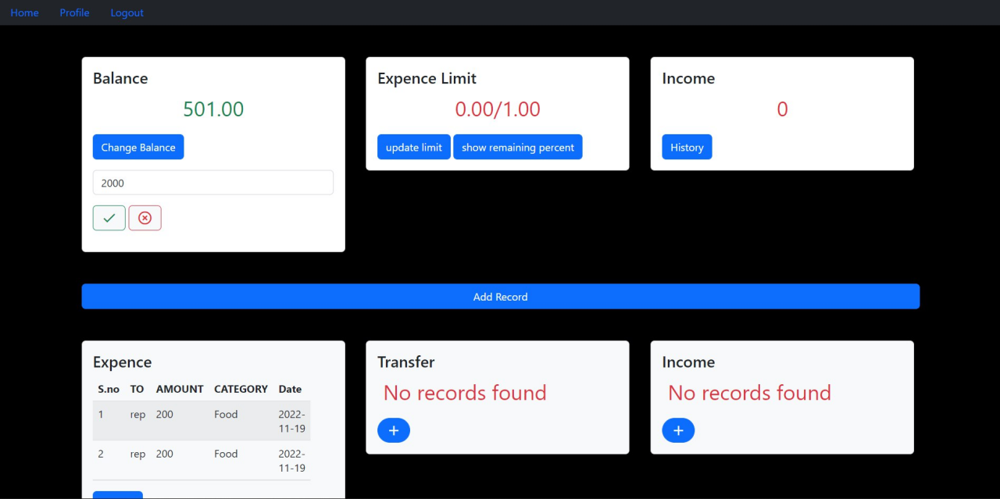 Home Profile Logout
Balance
501.00
Change Balance
2000
Expence Limit
0.00/1.00
update limit show remaining percent
Income
0
History
Add Record
Expence
S.no TO AMOUNT CATEGORY Date
1 rep 200 Food 2022-
11-19
2 rep 200 Food 2022-
11-19
Transfer
No records found
+
Income
No records found
+